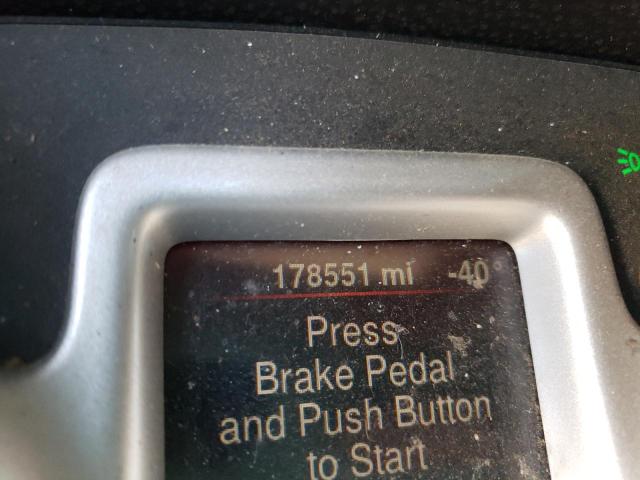 178551 mi -40°
Press
Brake Pedal
and Push Button
to Start